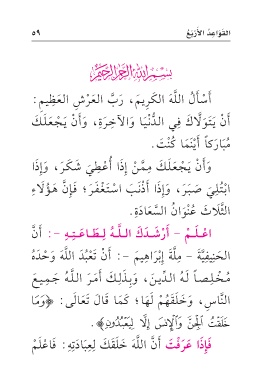 القَوَاعِدُ الأَرْبَعُ
٥٩
بِسْمِ اللَّهِ الرَّحْمَنِ الرَّحِيمِ
أَسْأَلُ اللَّهَ الكَرِيمَ، رَبَّ العَرْشِ العَظِيمِ:
أَنْ يَتَوَلَّاكَ فِي الدُّنْيَا وَالآخِرَةِ، وَأَنْ يَجْعَلَكَ
مُبَارَكاً أَيْنَمَا كُنْتَ.
وَأَنْ يَجْعَلَكَ مِمَّنْ إِذَا أُعْطِيَ شَكَرَ، وَإِذَا
ابْتُلِيَ صَبَرَ، وَإِذَا أَذْنَبَ اسْتَغْفَرَ؛ فَإِنَّ هَؤُلَاءِ
الثَّلَاثَ عُنْوَانُ السَّعَادَةِ.
اعْلَمْ - أَرْشَدَكَ اللَّهُ لِطَاعَتِهِ -: أَنَّ
الحَنِيفِيَّةَ - مِلَّةَ إِبْرَاهِيمَ -: أَنْ تَعْبُدَ اللَّهَ وَحْدَهُ
مُخْلِصاً لَهُ الدِّينَ، وَبِذَلِكَ أَمَرَ اللَّهُ جَمِيعَ
النَّاسِ، وَخَلَقَهُمْ لَهَا؛ كَمَا قَالَ تَعَالَى: ﴿وَمَا
خَلَقْتُ الْجِنَّ وَالْإِنسَ إِلَّا لِيَعْبُدُونِ﴾.
فَإِذَا عَرَفْتَ أَنَّ اللَّهَ خَلَقَكَ لِعِبَادَتِهِ: فَاعْلَمْ